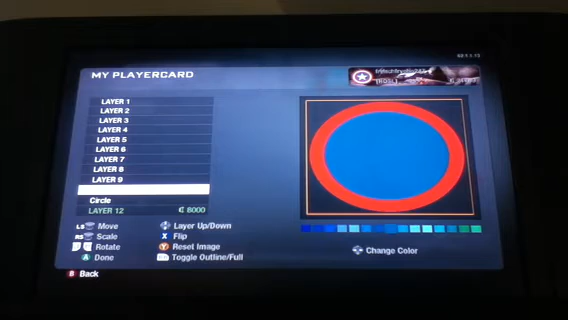 MY PLAYERCARD
LAYER 1
LAYER 2
LAYER 3
LAYER 4
LAYER 5
LAYER 6
LAYER 7
LAYER 8
LAYER 9
Circle
LAYER 12 8000
LS Move
RS Scale
Rotate
A Done
Layer Up/Down
X Flip
Y Reset Image
Toggle Outline/Full
Change Color
B Back